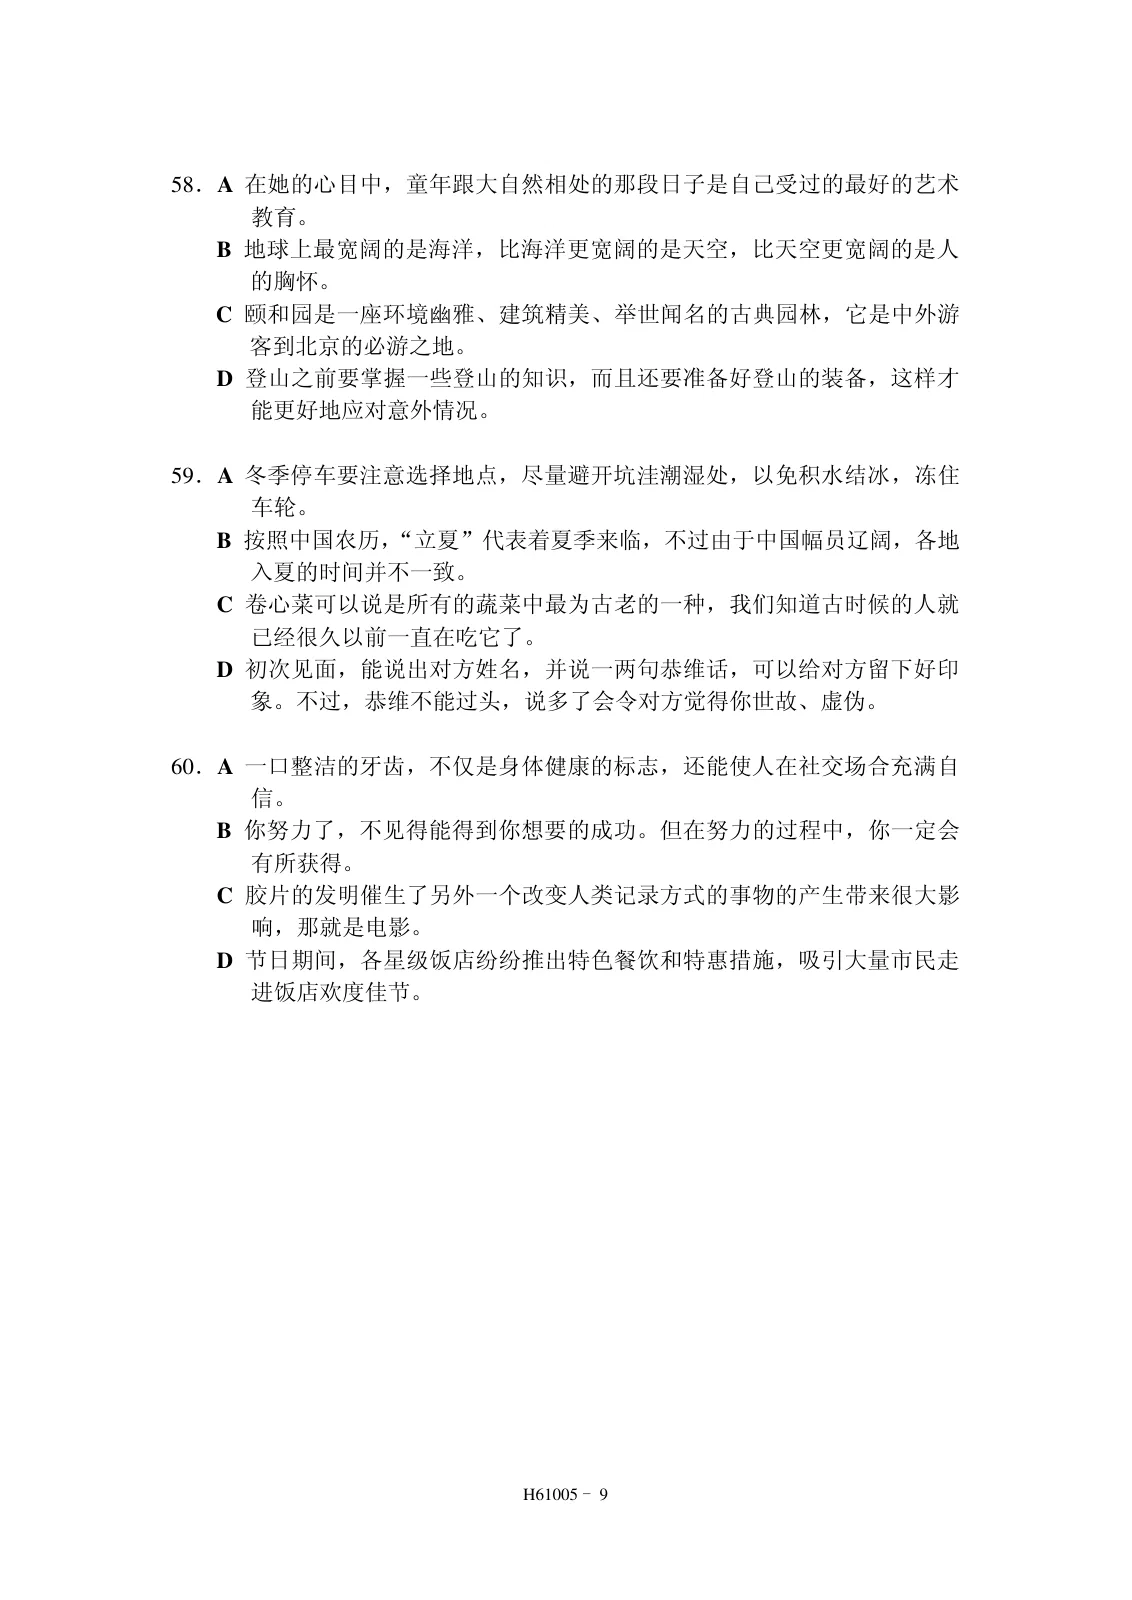 58．A 在她的心目中，童年跟大自然相处的那段日子是自己受过的最好的艺术
教育。
B 地球上最宽阔的是海洋，比海洋更宽阔的是天空，比天空更宽阔的是人
的胸怀。
C 颐和园是一座环境幽雅、建筑精美、举世闻名的古典园林，它是中外游
客到北京的必游之地。
D 登山之前要掌握一些登山的知识，而且还要准备好登山的装备，这样才
能更好地应对意外情况。
59．A 冬季停车要注意选择地点，尽量避开坑洼潮湿处，以免积水结冰，冻住
车轮。
B 按照中国农历，“立夏”代表着夏季来临，不过由于中国幅员辽阔，各地
入夏的时间并不一致。
C 卷心菜可以说是所有的蔬菜中最为古老的一种，我们知道古时候的人就
已经很久以前一直在吃它了。
D 初次见面，能说出对方姓名，并说一两句恭维话，可以给对方留下好印
象。不过，恭维不能过头，说多了会令对方觉得你世故、虚伪。
60．A 一口整洁的牙齿，不仅是身体健康的标志，还能使人在社交场合充满自
信。
B 你努力了，不见得能得到你想要的成功。但在努力的过程中，你一定会
有所获得。
C 胶片的发明催生了另外一个改变人类记录方式的事物的产生带来很大影
响，那就是电影。
D 节日期间，各星级饭店纷纷推出特色餐饮和特惠措施，吸引大量市民走
进饭店欢度佳节。
H61005－ 9